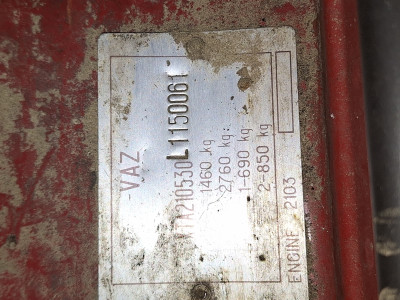 VAZ
XTA210530L1150061
1460 kg
2760 kg
1-690 kg
2-850 kg
ENGINE 2103